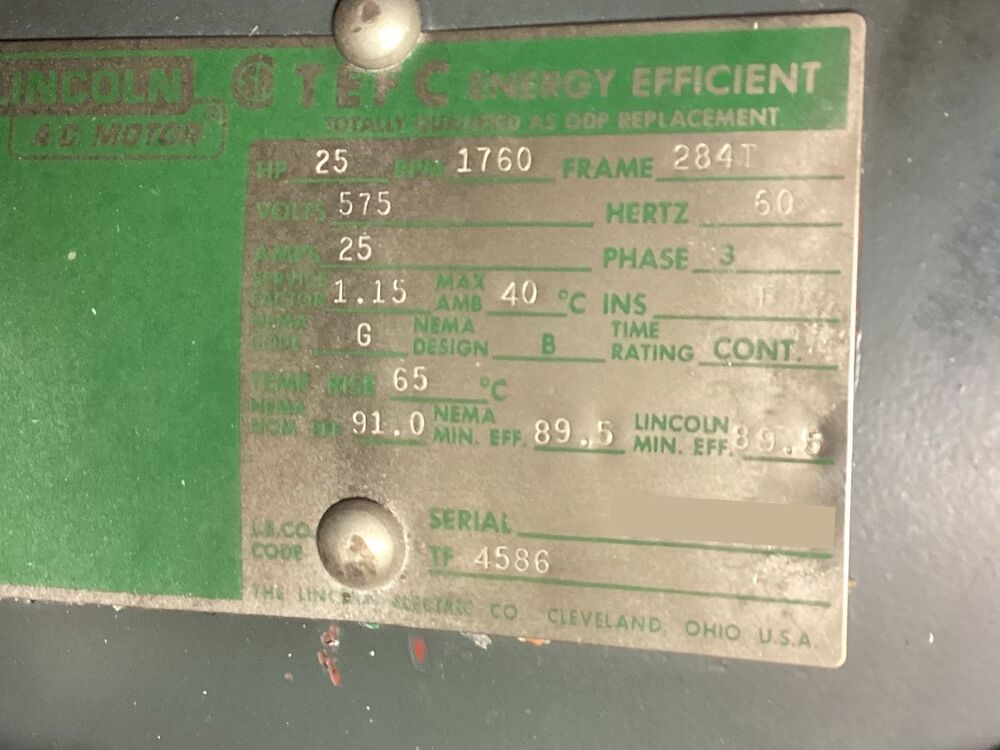 LINCOLN ® TEFC ENERGY EFFICIENT
A.C MOTOR®
TOTALLY QUALIFIED AS ODP REPLACEMENT
HP 25 RPM 1760 FRAME 284T
VOLTS 575 HERTZ 60
AMPS 25 PHASE 3
SERVICE FACTOR 1.15 MAX AMB 40 °C INS F
NEMA CODE G NEMA DESIGN B TIME RATING CONT.
TEMP RISE 65 °C
NEMA NOM. EFF 91.0 NEMA MIN. EFF. 89.5 LINCOLN MIN. EFF. 89.5
SERIAL
L.E.CO. CODE TF 4586
THE LINCOLN ELECTRIC CO. CLEVELAND, OHIO U.S.A.